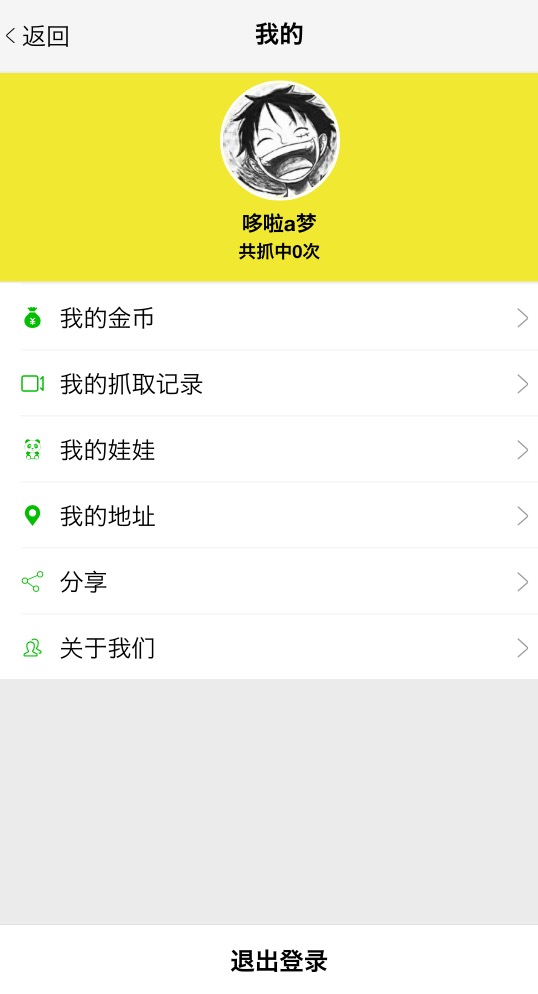 返回
我的
哆啦a梦
共抓中0次
我的金币
我的抓取记录
我的娃娃
我的地址
分享
关于我们
退出登录